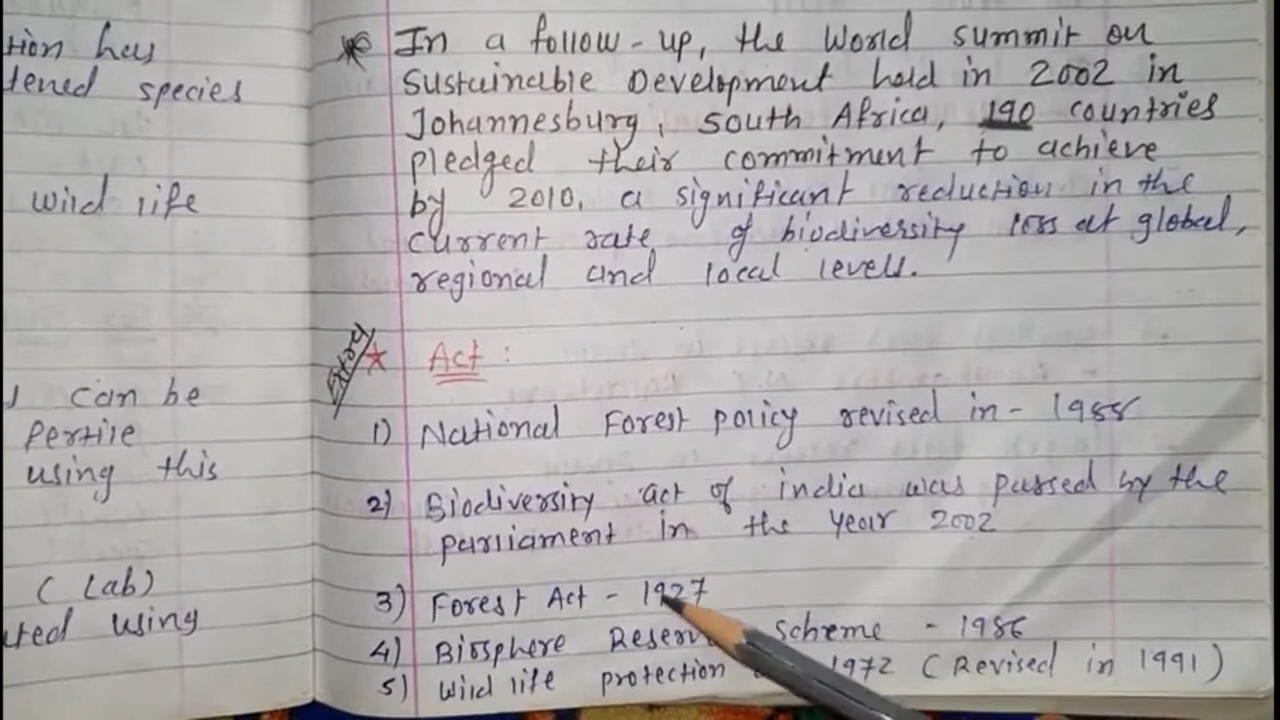 tion has
tened species
wild life
can be
Pertile
using this
( Lab)
ated using
In a follow-up, the World summit on
Sustainable Development held in 2002 in
Johannesburg, South Africa, 190 countries
pledged their commitment to achieve
by 2010, a significant reduction in the
current rate of biodiversity loss at global,
regional and local levels.
Extra
* Act :
1) National Forest policy revised in - 1988
2) Biodiversity act of india was passed by the
parliament in the year 2002
3) Forest Act - 1927
4) Biosphere Reserv scheme - 1986
5) Wild life protection 1972 (Revised in 1991)